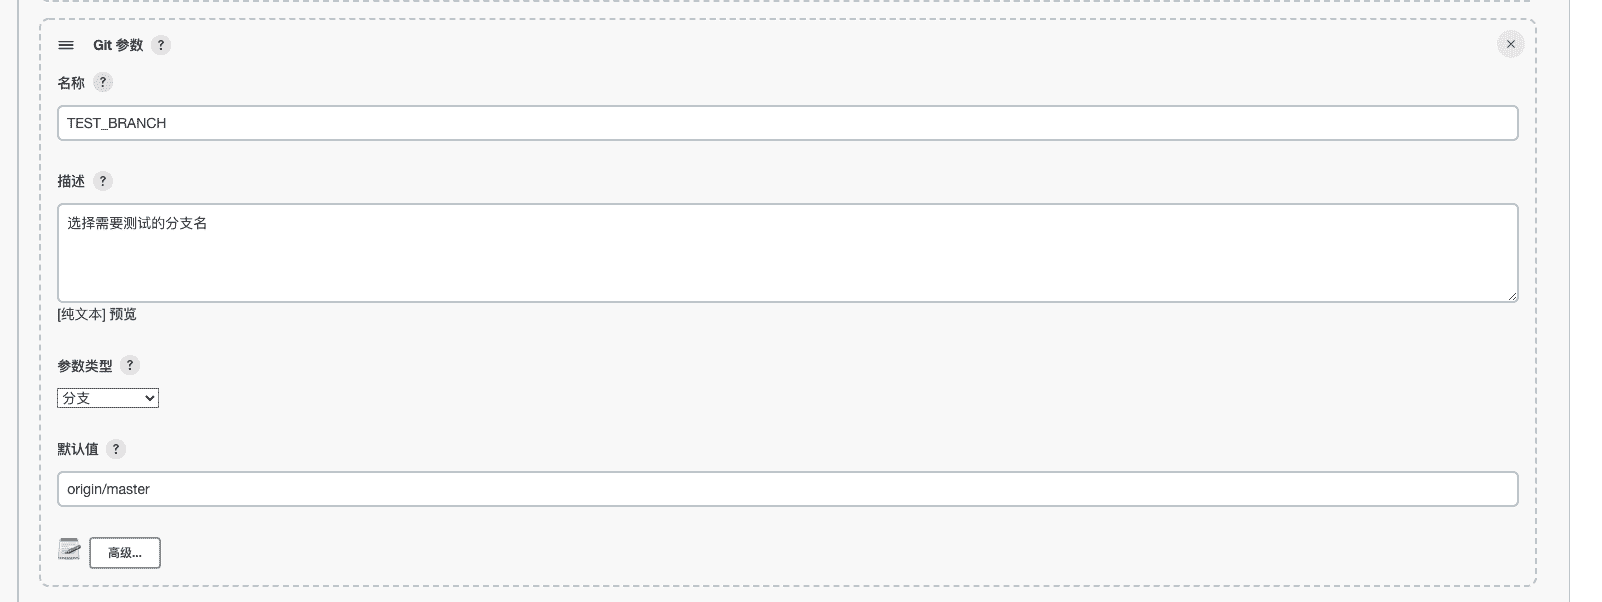 Git 参数 ?
名称 ?
TEST_BRANCH
描述 ?
选择需要测试的分支名
[纯文本] 预览
参数类型 ?
分支
默认值 ?
origin/master
高级...